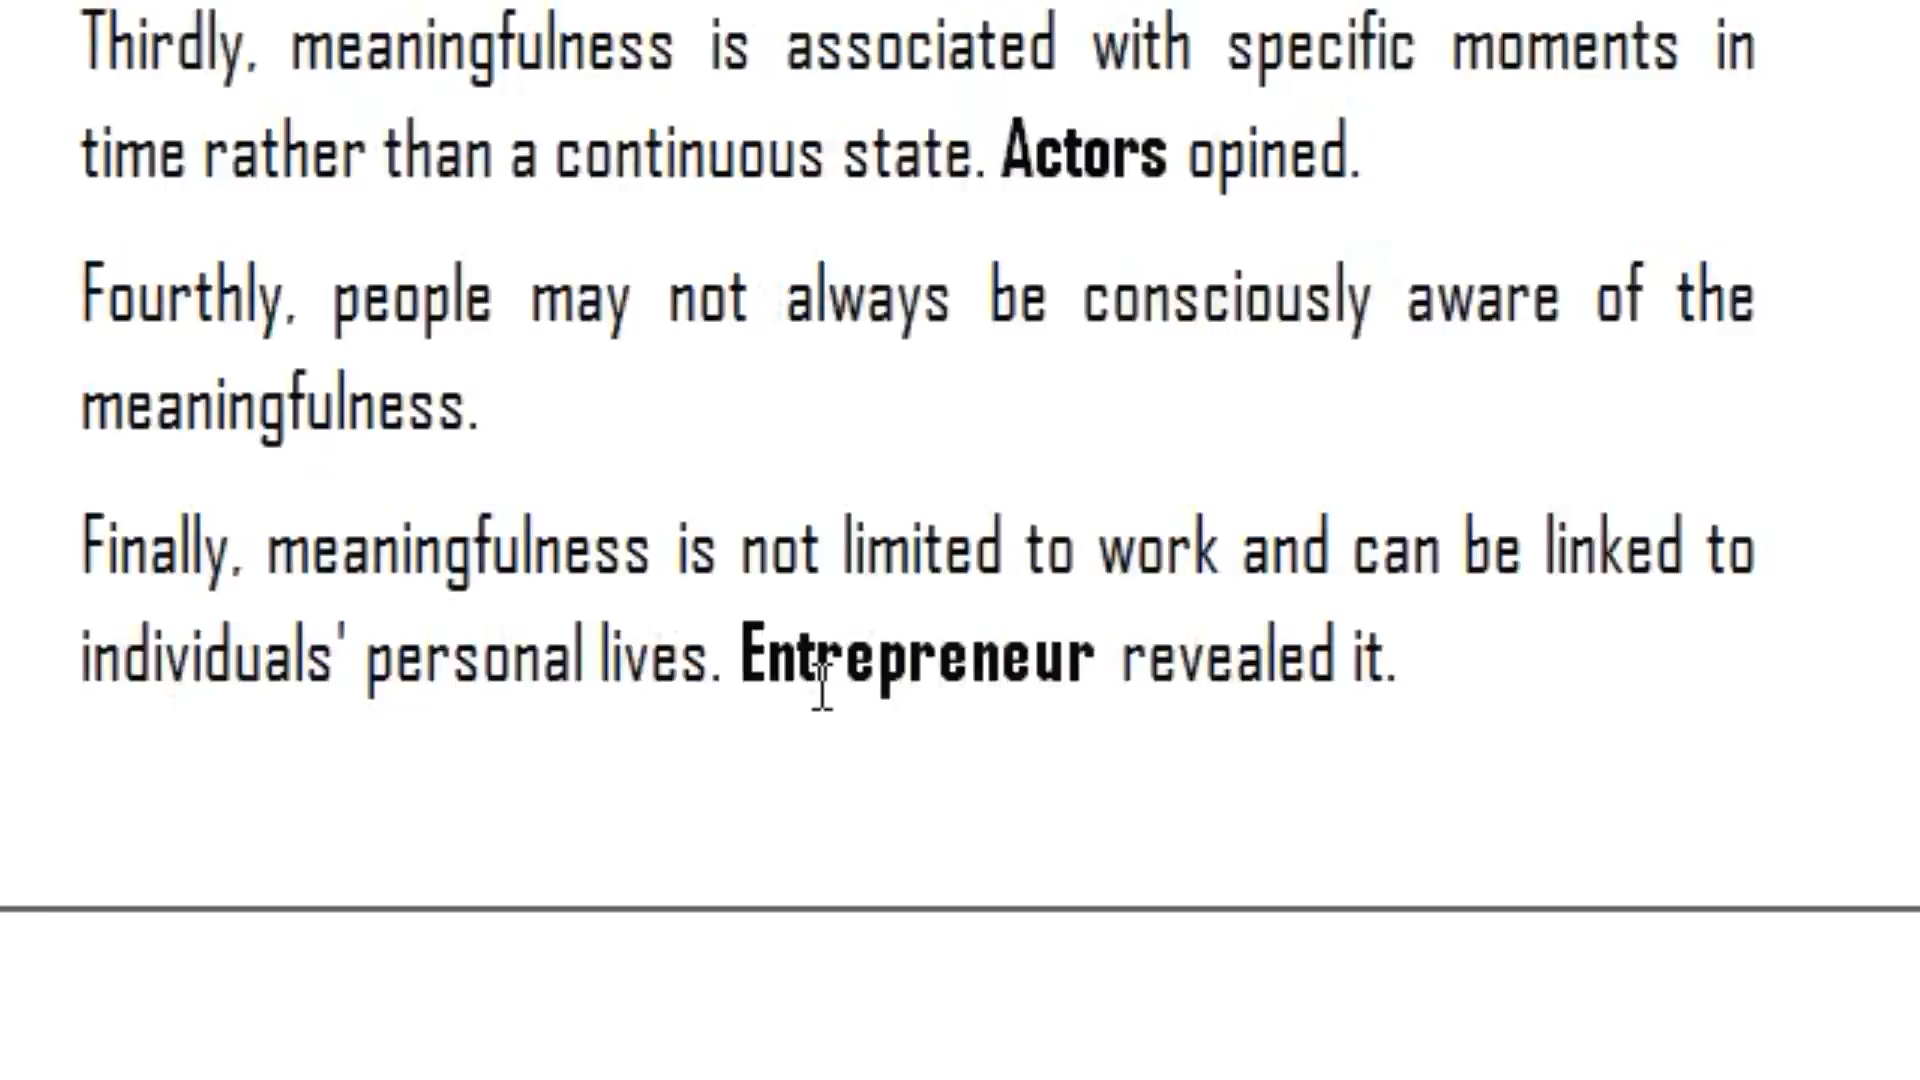 Thirdly, meaningfulness is associated with specific moments in
time rather than a continuous state. Actors opined.
Fourthly, people may not always be consciously aware of the
meaningfulness.
Finally, meaningfulness is not limited to work and can be linked to
individuals' personal lives. Entrepreneur revealed it.